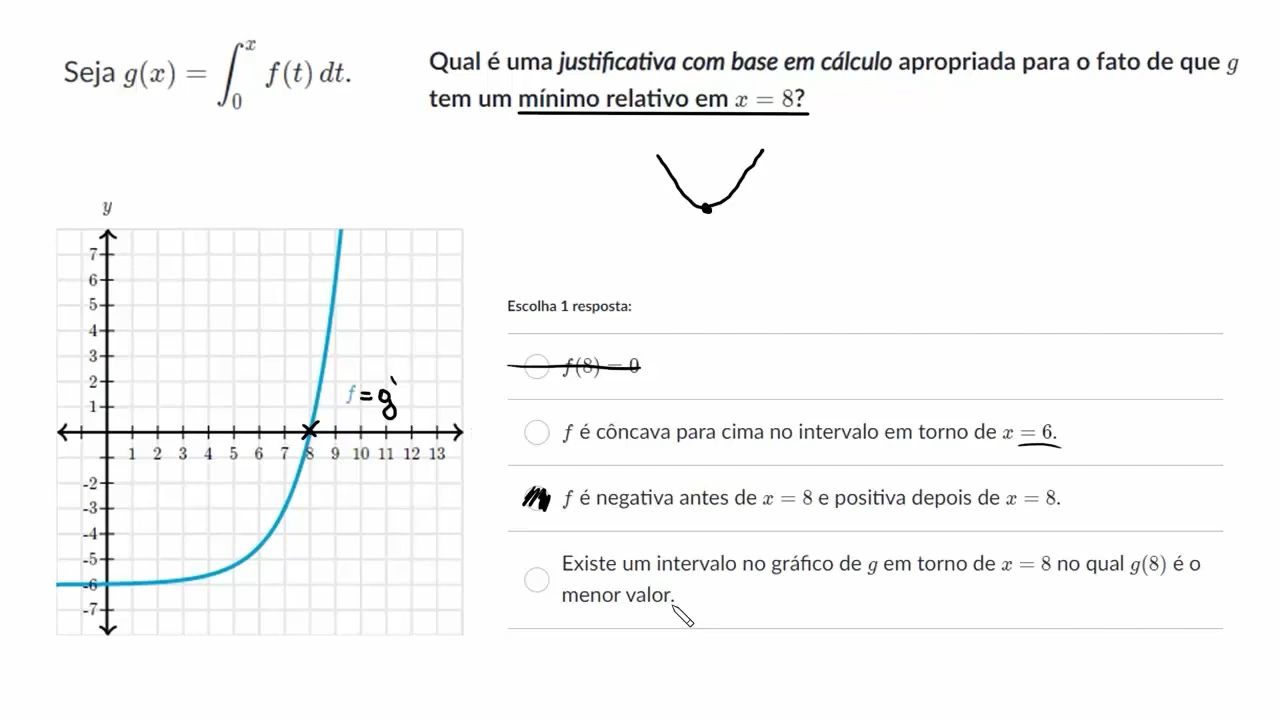 Seja g(x) = ∫₀ˣ f(t) dt.
Qual é uma justificativa com base em cálculo apropriada para o fato de que g
tem um mínimo relativo em x = 8?
y
7
6
5
4
3
2
1
f = g'
1 2 3 4 5 6 7 8 9 10 11 12 13
-2
-3
-4
-5
-6
-7
Escolha 1 resposta:
f(8) = 0
f é côncava para cima no intervalo em torno de x = 6.
f é negativa antes de x = 8 e positiva depois de x = 8.
Existe um intervalo no gráfico de g em torno de x = 8 no qual g(8) é o
menor valor.